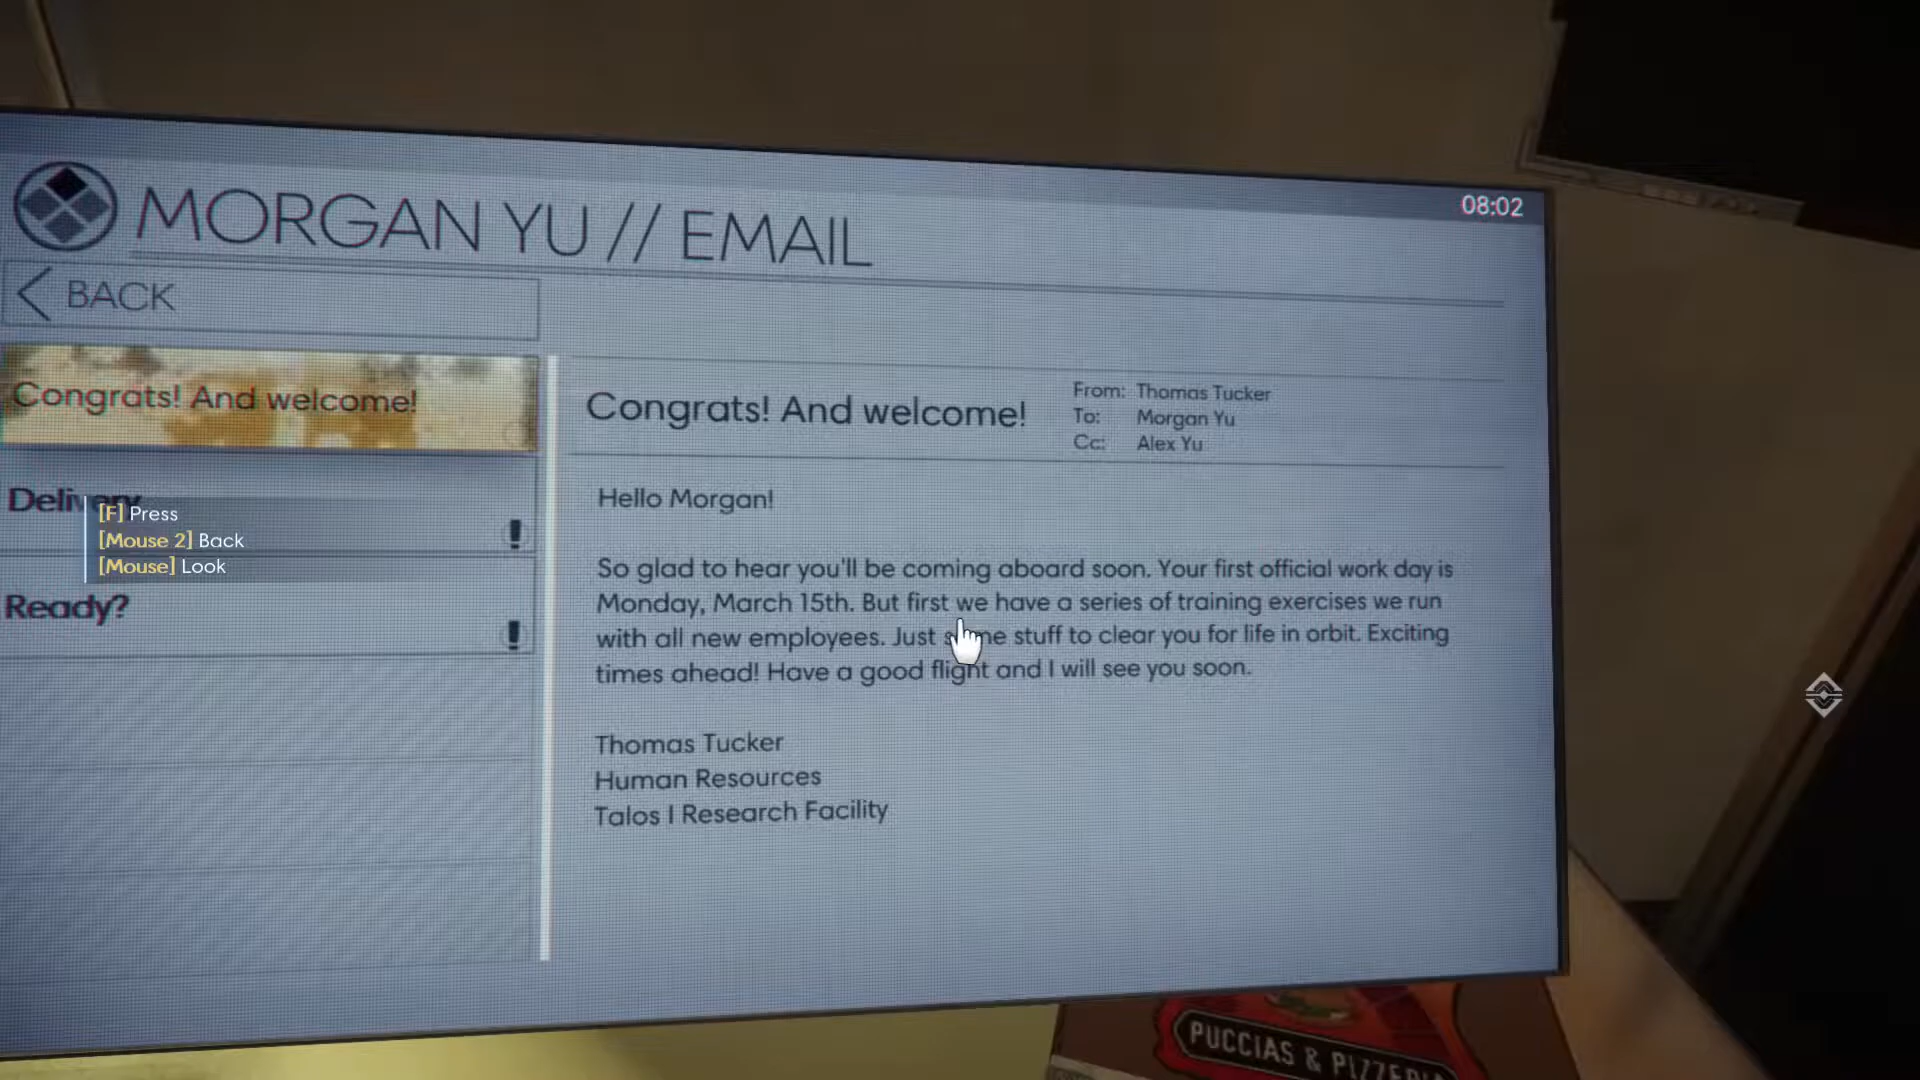 08:02
MORGAN YU // EMAIL
BACK
Congrats! And welcome!
Delivery
[F] Press
[Mouse 2] Back
[Mouse] Look
Ready?
Congrats! And welcome!
From: Thomas Tucker
To: Morgan Yu
Cc: Alex Yu
Hello Morgan!
So glad to hear you'll be coming aboard soon. Your first official work day is
Monday, March 15th. But first we have a series of training exercises we run
with all new employees. Just some stuff to clear you for life in orbit. Exciting
times ahead! Have a good flight and I will see you soon.
Thomas Tucker
Human Resources
Talos I Research Facility
PUCCIAS & PIZZERIA